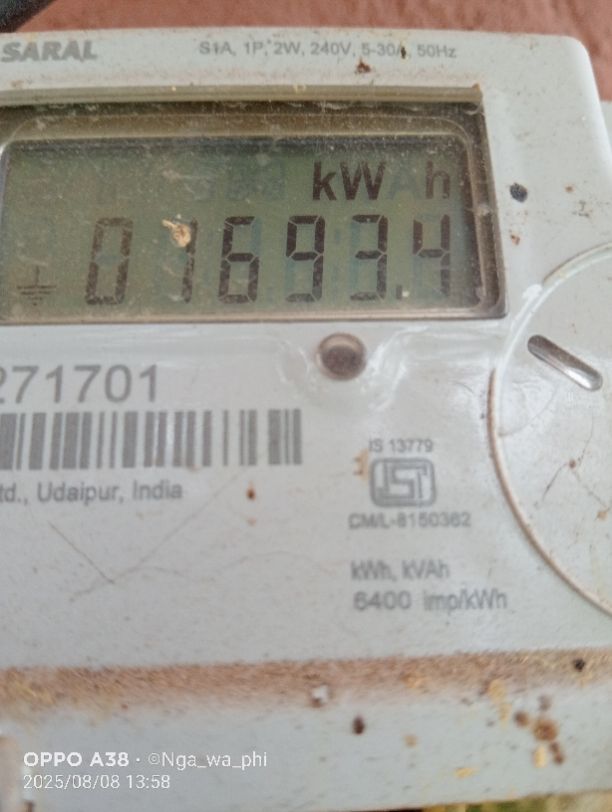 SARAL
S1A, 1P, 2W, 240V, 5-30A, 50Hz
kWh
01693.4
271701
td., Udaipur, India
IS 13779
ISI
CM/L-8150362
kWh, kVAh
6400 imp/kWh
OPPO A38 · ©Nga_wa_phi
2025/08/08 13:58